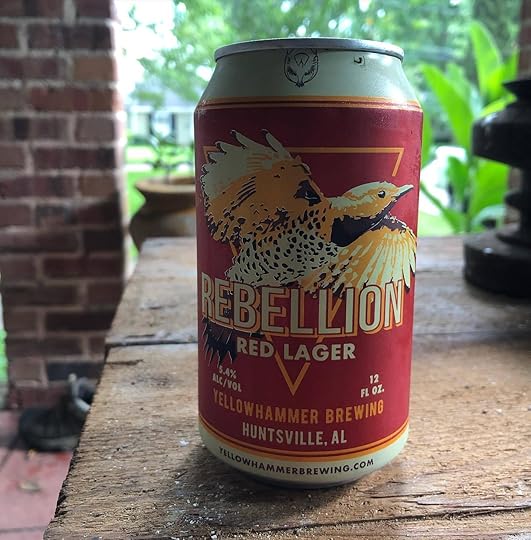 REBELLION
RED LAGER
5.4%
ALC/VOL
12
FL OZ.
YELLOWHAMMER BREWING
HUNTSVILLE, AL
YELLOWHAMMERBREWING.COM